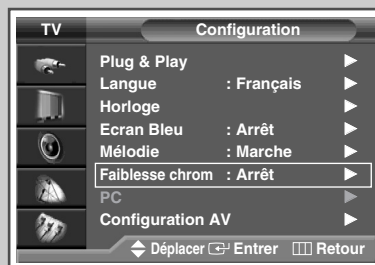 TV Configuration
Plug & Play
Langue : Français
Horloge
Ecran Bleu : Arrêt
Mélodie : Marche
Faiblesse chrom : Arrêt
PC
Configuration AV
Déplacer Entrer Retour